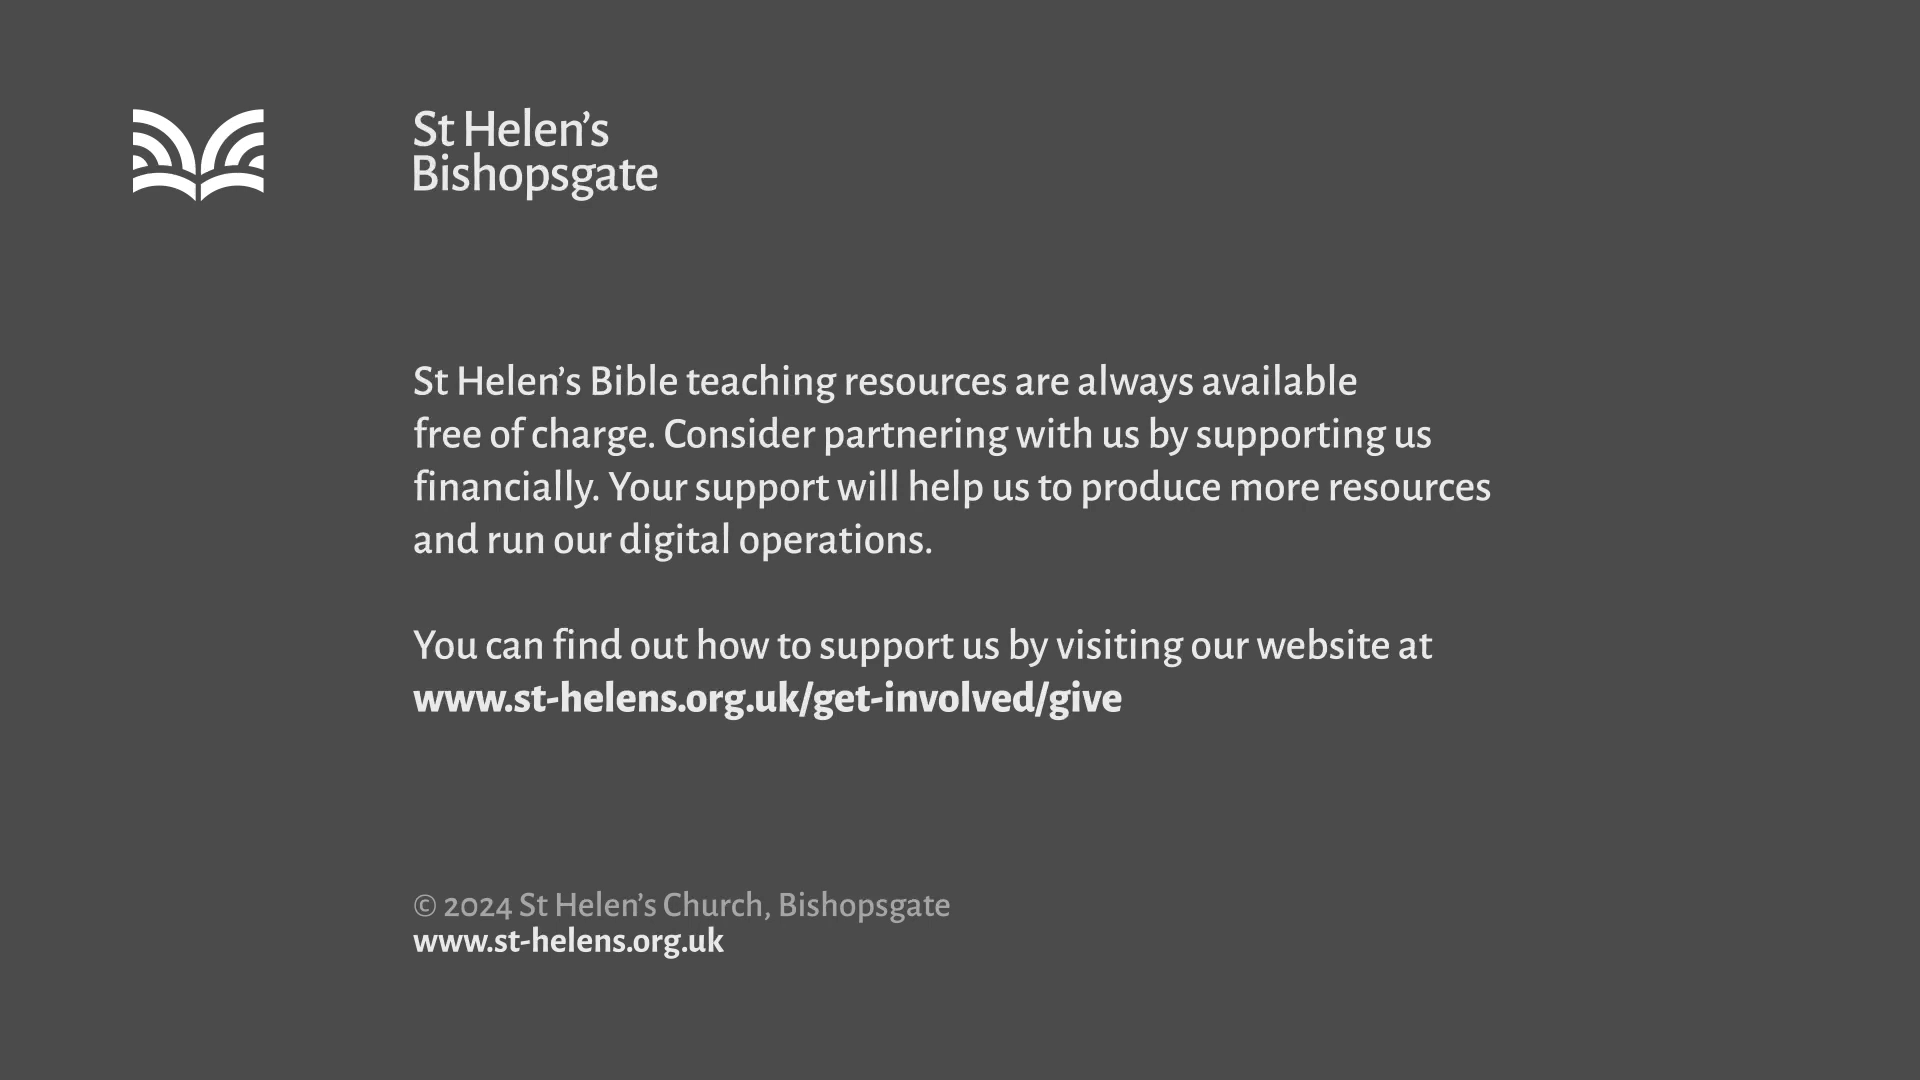 St Helen’s
Bishopsgate
St Helen’s Bible teaching resources are always available
free of charge. Consider partnering with us by supporting us
financially. Your support will help us to produce more resources
and run our digital operations.
You can find out how to support us by visiting our website at
www.st-helens.org.uk/get-involved/give
© 2024 St Helen’s Church, Bishopsgate
www.st-helens.org.uk